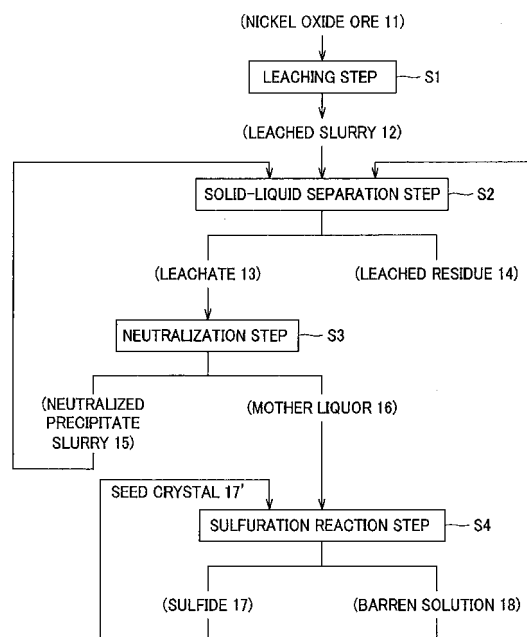 (NICKEL OXIDE ORE 11)
LEACHING STEP
S1
(LEACHED SLURRY 12)
SOLID-LIQUID SEPARATION STEP
S2
(LEACHATE 13)
(LEACHED RESIDUE 14)
NEUTRALIZATION STEP
S3
(NEUTRALIZED
PRECIPITATE
SLURRY 15)
(MOTHER LIQUOR 16)
SEED CRYSTAL 17'
SULFURATION REACTION STEP
S4
(SULFIDE 17)
(BARREN SOLUTION 18)